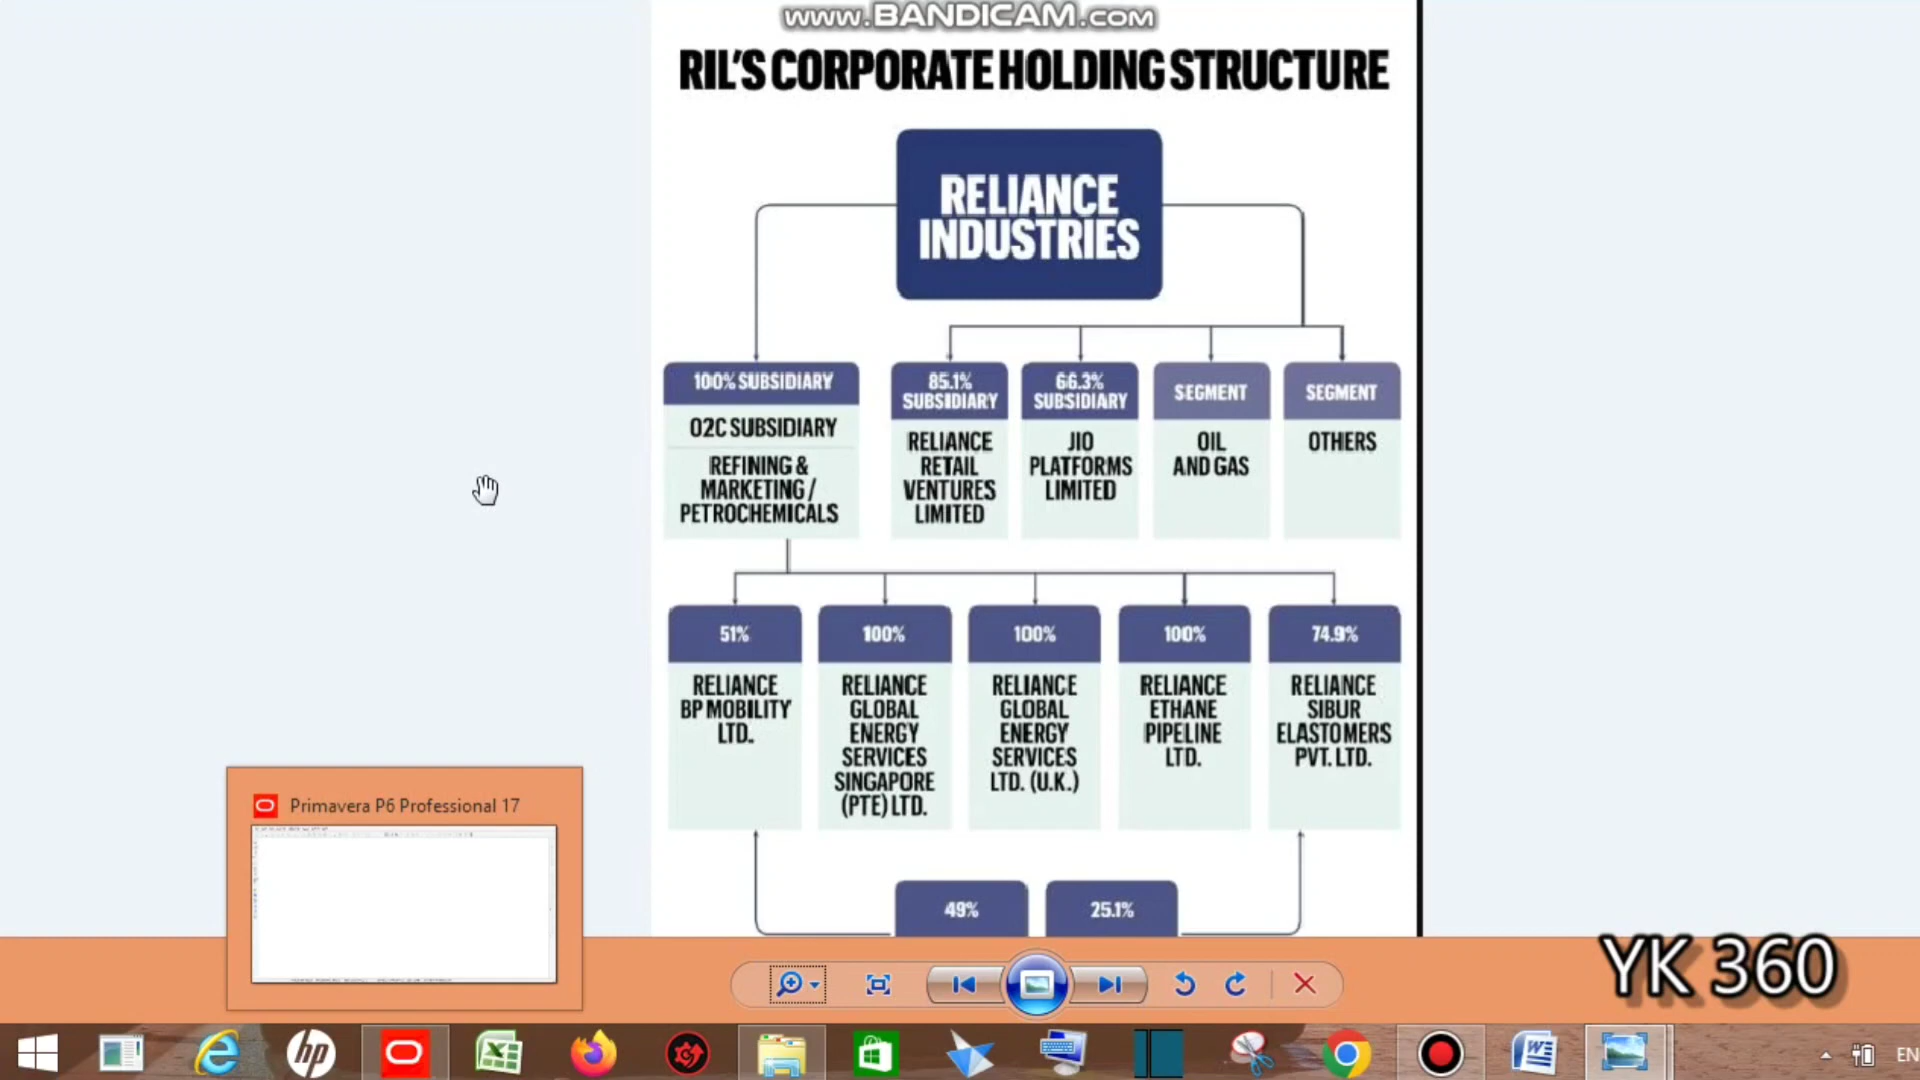 www.BANDICAM.com
RIL'S CORPORATE HOLDING STRUCTURE
RELIANCE
INDUSTRIES
100% SUBSIDIARY
O2C SUBSIDIARY
REFINING &
MARKETING /
PETROCHEMICALS
85.1%
SUBSIDIARY
RELIANCE
RETAIL
VENTURES
LIMITED
66.3%
SUBSIDIARY
JIO
PLATFORMS
LIMITED
SEGMENT
OIL
AND GAS
SEGMENT
OTHERS
51%
RELIANCE
BP MOBILITY
LTD.
100%
RELIANCE
GLOBAL
ENERGY
SERVICES
SINGAPORE
(PTE) LTD.
100%
RELIANCE
GLOBAL
ENERGY
SERVICES
LTD. (U.K.)
100%
RELIANCE
ETHANE
PIPELINE
LTD.
74.9%
RELIANCE
SIBUR
ELASTOMERS
PVT. LTD.
49%
25.1%
Primavera P6 Professional 17
YK 360
hp
EN